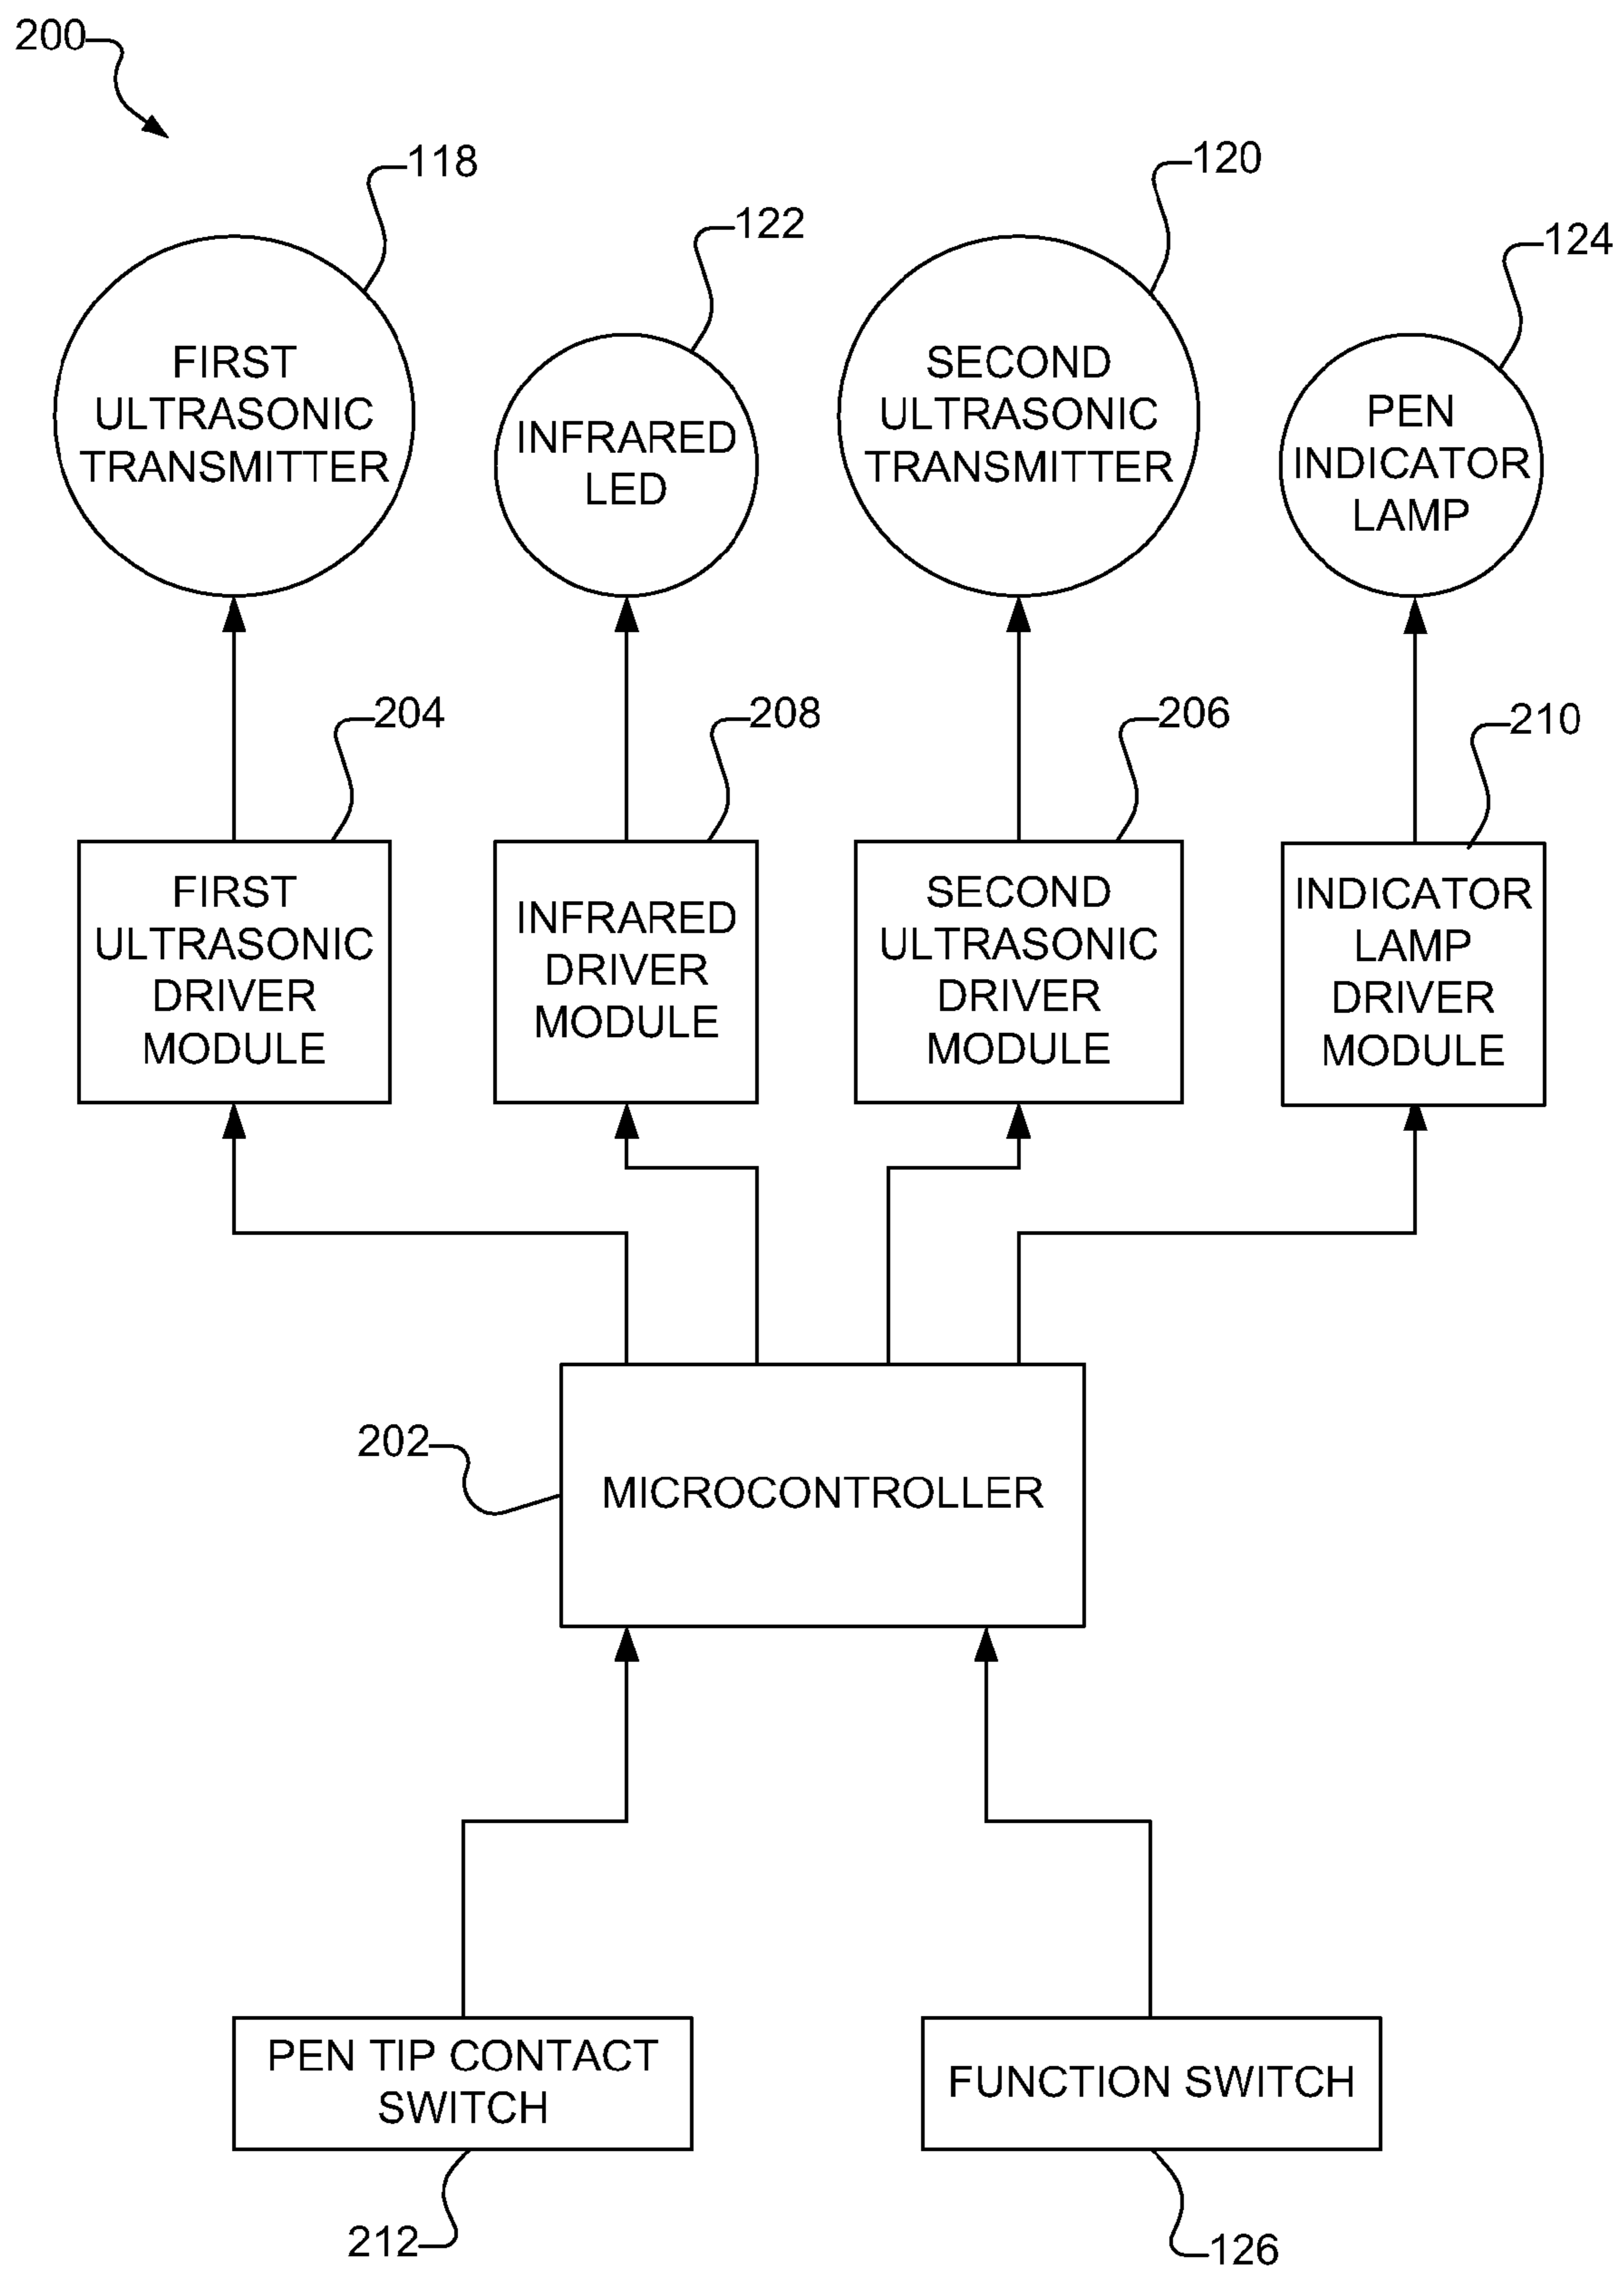 200
118
120
122
124
FIRST
ULTRASONIC
TRANSMITTER
INFRARED
LED
SECOND
ULTRASONIC
TRANSMITTER
PEN
INDICATOR
LAMP
204
208
206
210
FIRST
ULTRASONIC
DRIVER
MODULE
INFRARED
DRIVER
MODULE
SECOND
ULTRASONIC
DRIVER
MODULE
INDICATOR
LAMP
DRIVER
MODULE
202
MICROCONTROLLER
PEN TIP CONTACT
SWITCH
FUNCTION SWITCH
212
126